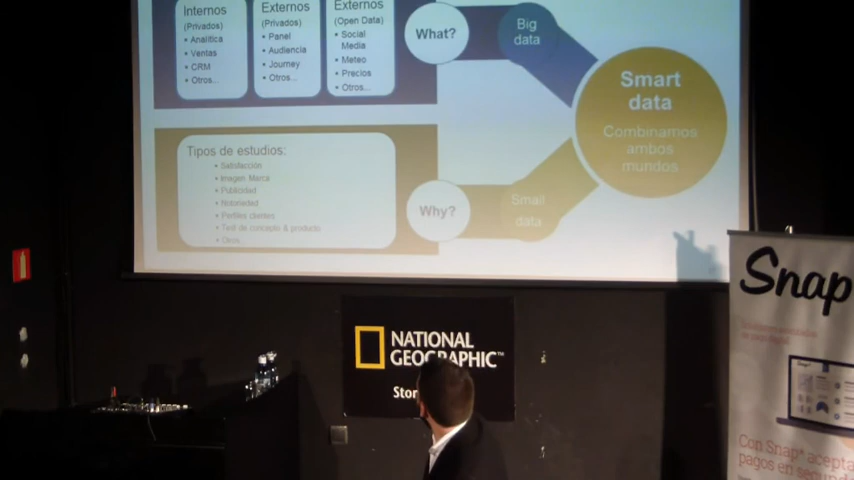 Internos
(Privados)
• Analítica
• Ventas
• CRM
• Otros...
Externos
(Privados)
• Panel
• Audiencia
• Journey
• Otros...
Externos
(Open Data)
• Social
Media
• Meteo
• Precios
• Otros...
What?
Big
data
Smart
data
Combinamos
ambos
mundos
Tipos de estudios:
• Satisfacción
• Imagen Marca
• Publicidad
• Notoriedad
• Perfiles clientes
• Test de concepto & producto
• Otros
Why?
Small
data
NATIONAL
GEOGRAPHIC™
Snap
Con Snap* acepta
pagos en